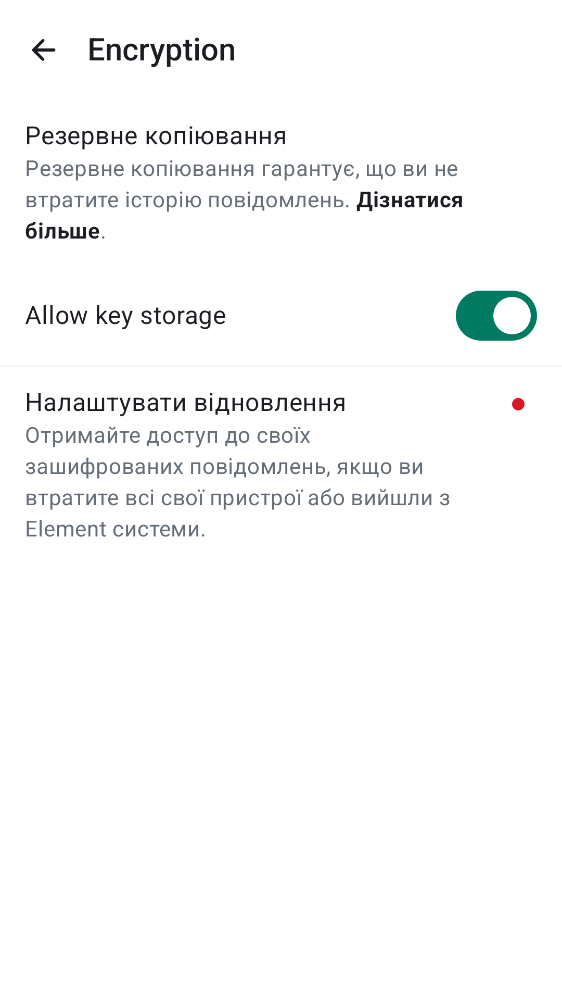 Encryption
Резервне копіювання
Резервне копіювання гарантує, що ви не
втратите історію повідомлень. Дізнатися
більше.
Allow key storage
Налаштувати відновлення
Отримайте доступ до своїх
зашифрованих повідомлень, якщо ви
втратите всі свої пристрої або вийшли з
Element системи.